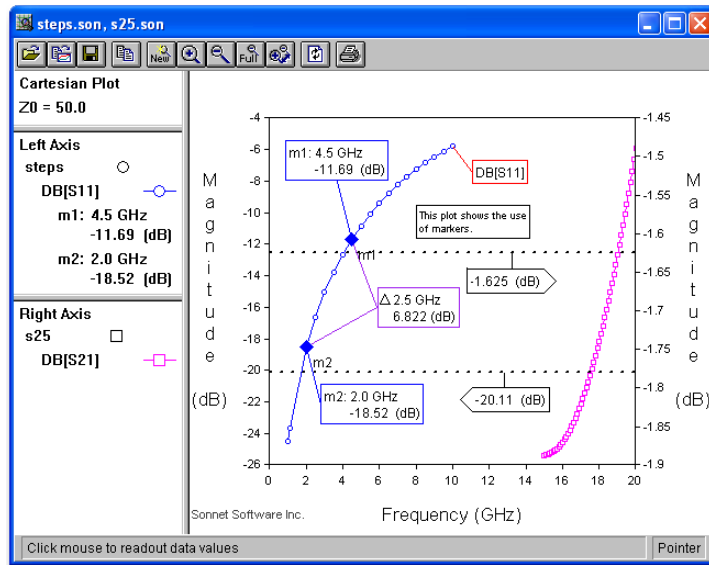 steps.son, s25.son
New
Full
Cartesian Plot
Z0 = 50.0
Left Axis
steps
DB[S11]
m1: 4.5 GHz
-11.69 (dB)
m2: 2.0 GHz
-18.52 (dB)
Right Axis
s25
DB[S21]
Magnitude
(dB)
-4
-6
-8
-10
-12
-14
-16
-18
-20
-22
-24
-26
m1: 4.5 GHz
-11.69 (dB)
DB[S11]
This plot shows the use
of markers.
m1
-1.625 (dB)
Δ 2.5 GHz
6.822 (dB)
m2
m2: 2.0 GHz
-18.52 (dB)
-20.11 (dB)
-1.45
-1.5
-1.6
-1.6
-1.7
-1.75
-1.8
-1.85
-1.9
Magnitude
(dB)
0 2 4 6 8 10 12 14 16 18 20
Sonnet Software Inc.
Frequency (GHz)
Click mouse to readout data values
Pointer